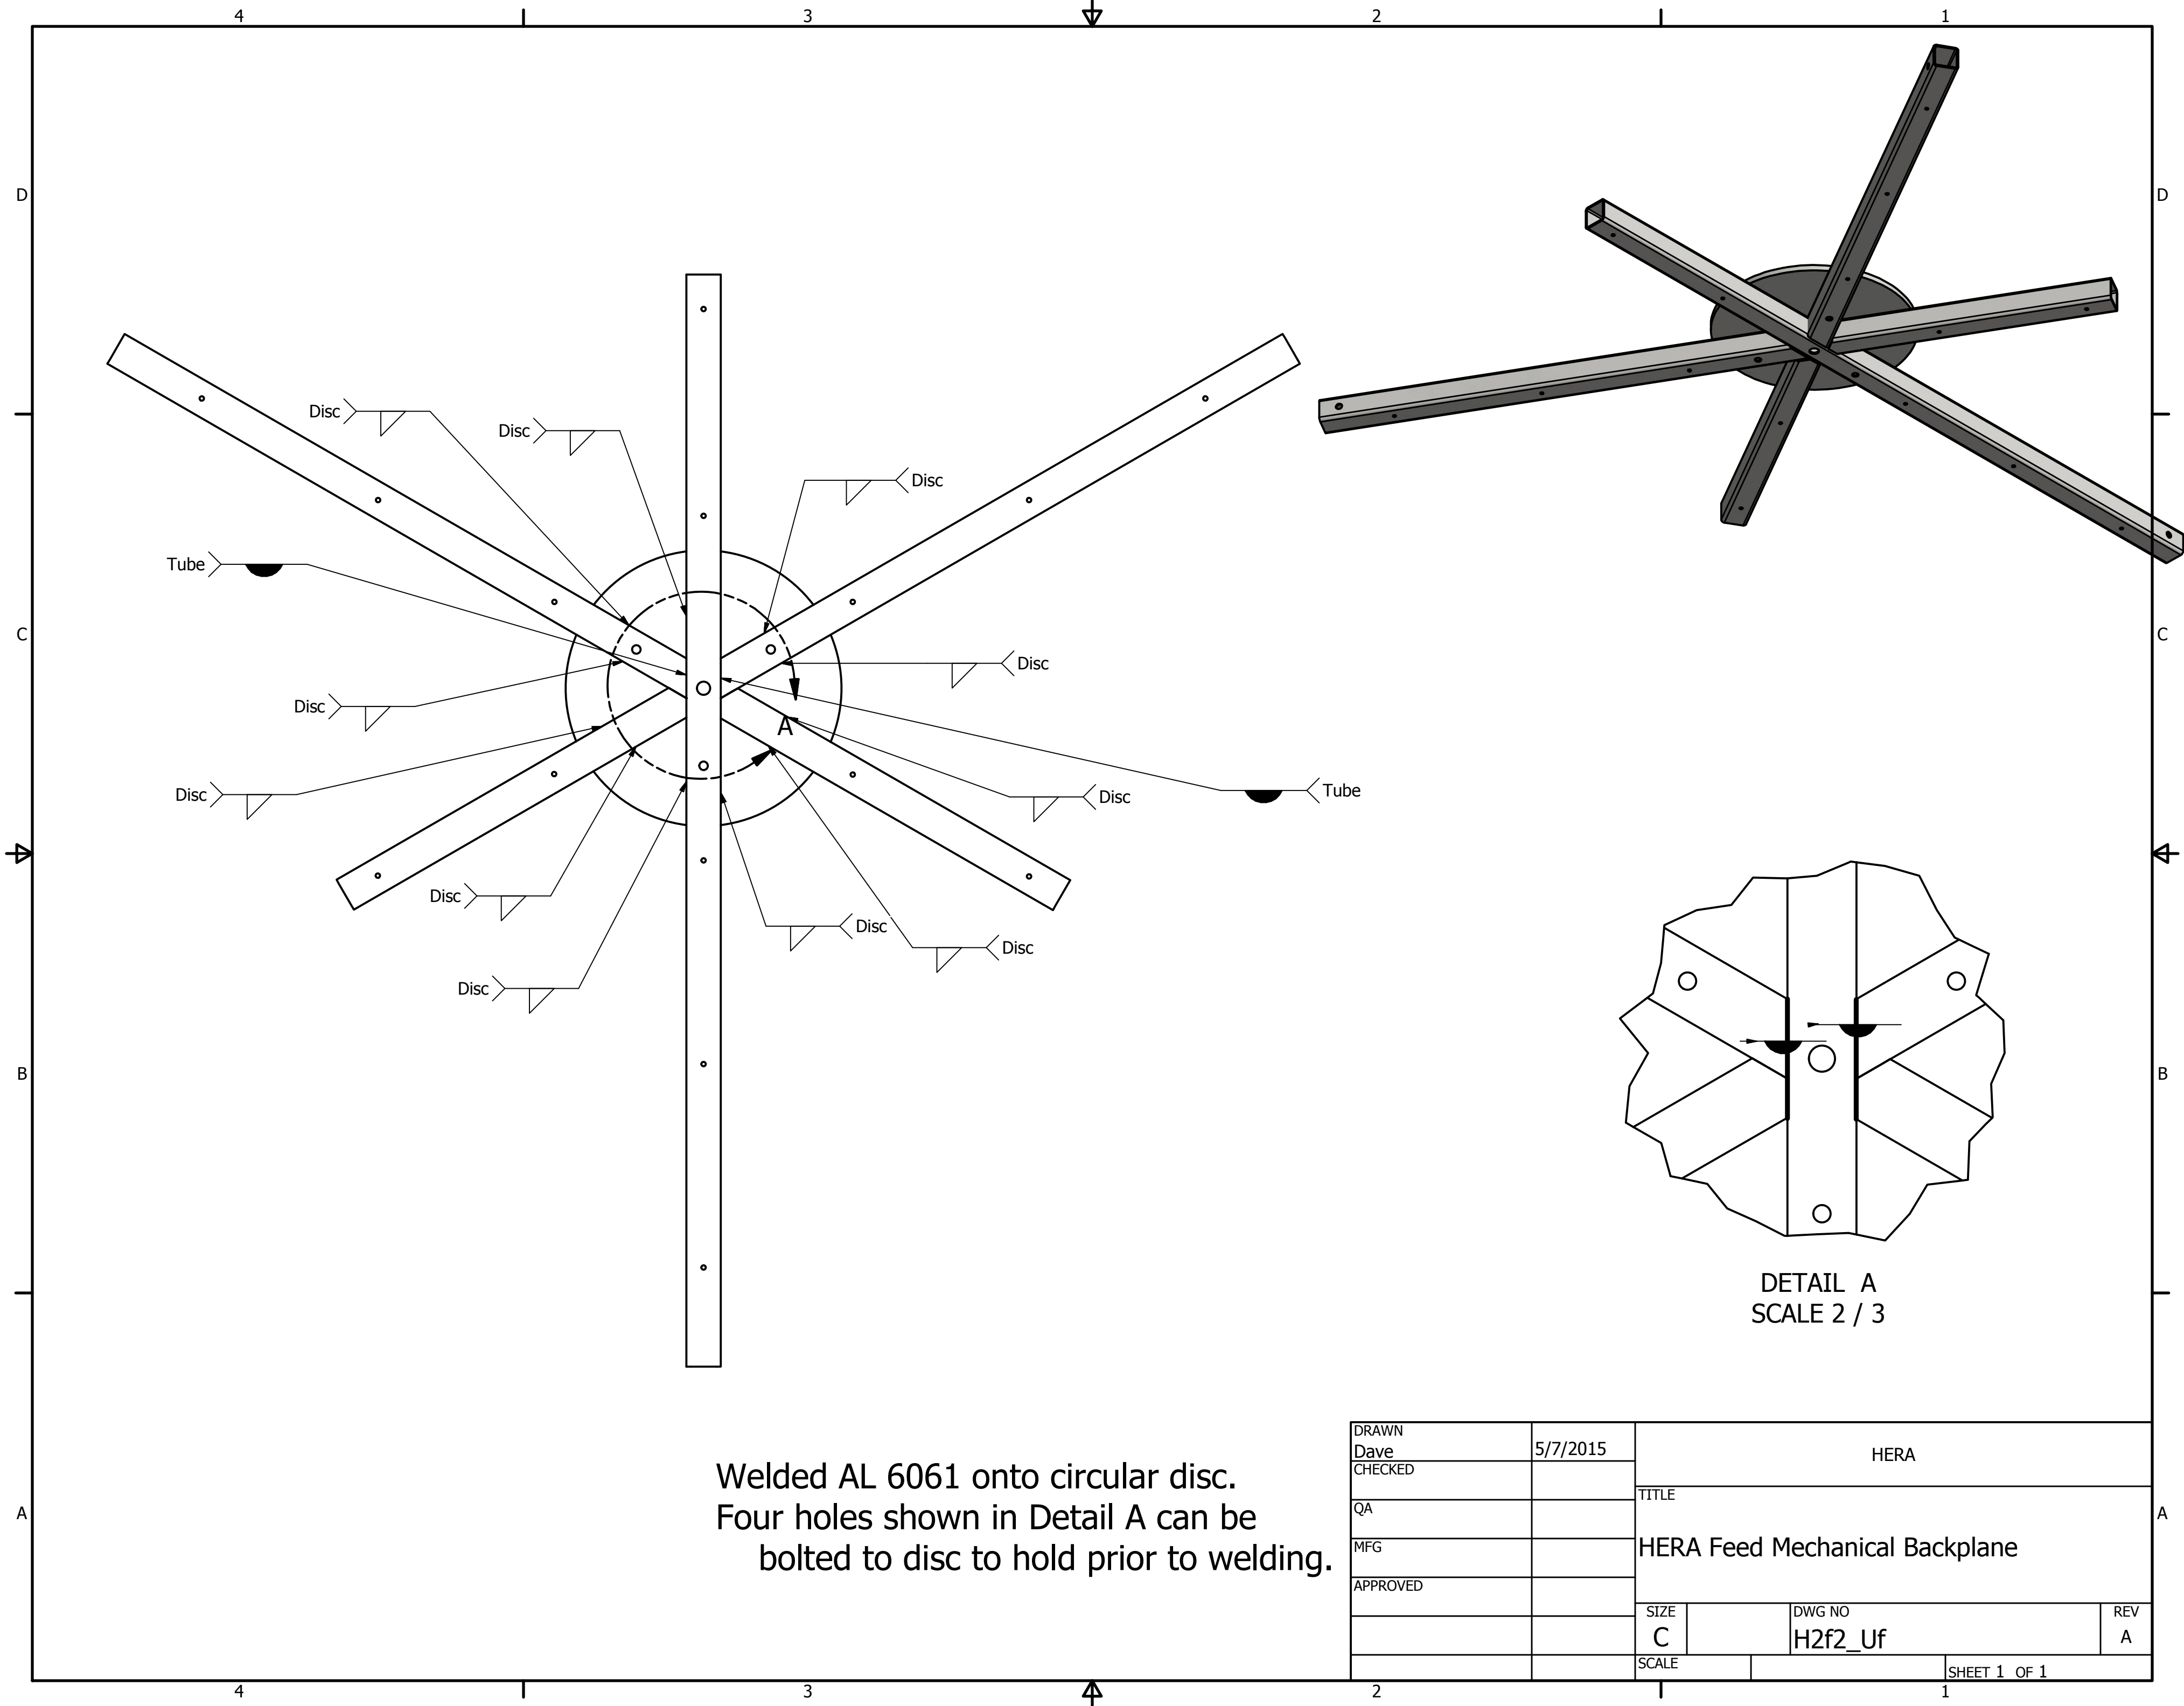 4
3
2
1
D
D
Disc
Disc
Disc
Tube
C
C
Disc
Disc
A
Disc
Disc
Tube
Disc
Disc
Disc
Disc
B
B
DETAIL A
SCALE 2 / 3
Welded AL 6061 onto circular disc.
Four holes shown in Detail A can be
bolted to disc to hold prior to welding.
A
A
DRAWN
Dave
5/7/2015
CHECKED
QA
MFG
APPROVED
HERA
TITLE
HERA Feed Mechanical Backplane
SIZE
C
DWG NO
H2f2_Uf
REV
A
SCALE
SHEET 1 OF 1
4
3
2
1